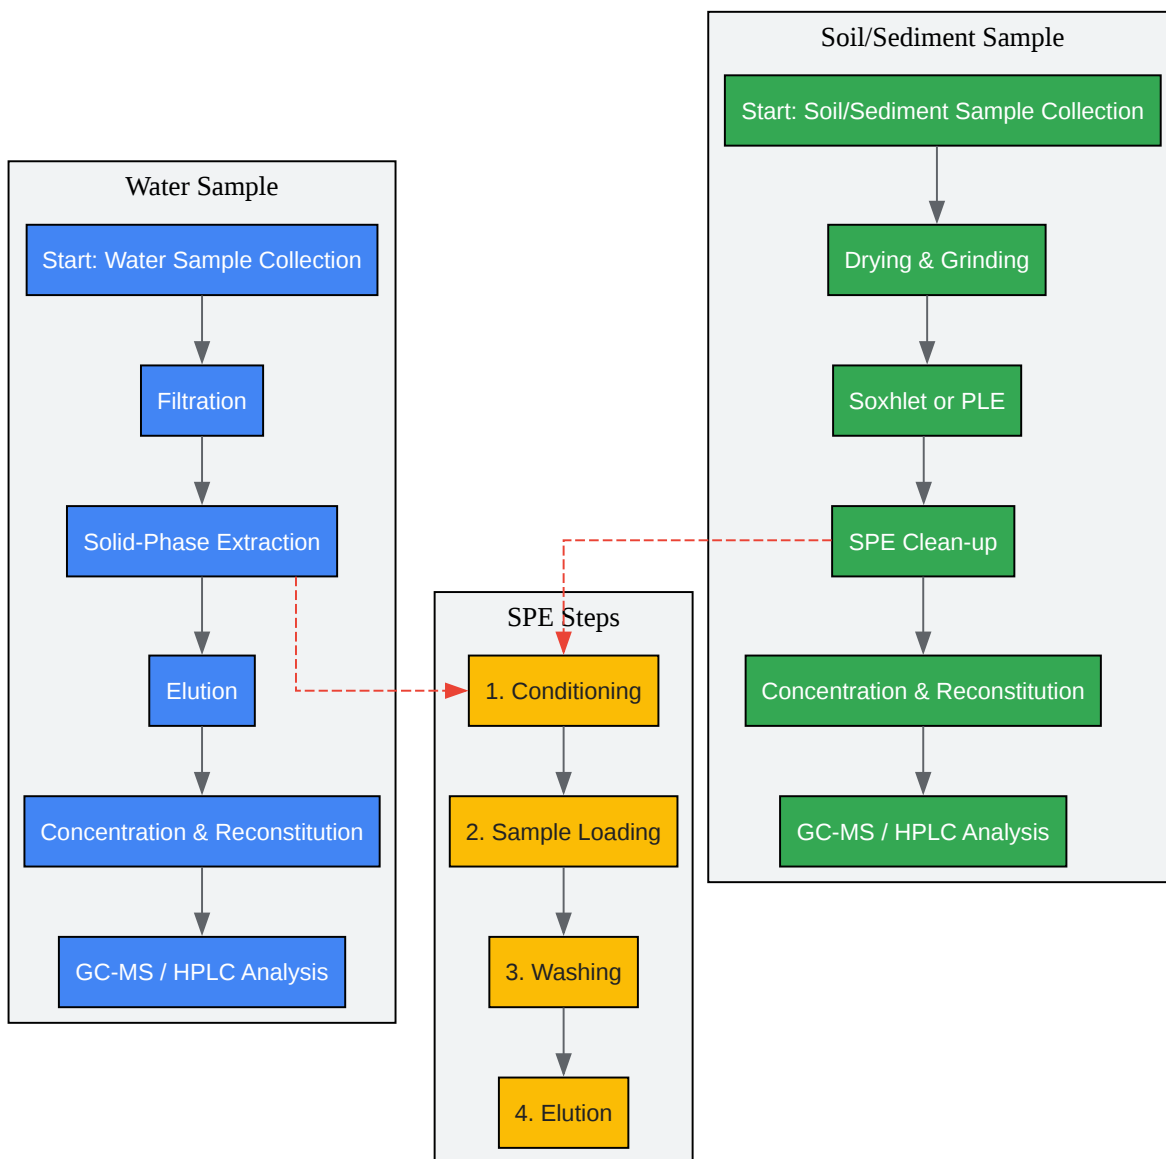 Water Sample
Start: Water Sample Collection
Filtration
Solid-Phase Extraction
Elution
Concentration & Reconstitution
GC-MS / HPLC Analysis
SPE Steps
1. Conditioning
2. Sample Loading
3. Washing
4. Elution
Soil/Sediment Sample
Start: Soil/Sediment Sample Collection
Drying & Grinding
Soxhlet or PLE
SPE Clean-up
Concentration & Reconstitution
GC-MS / HPLC Analysis